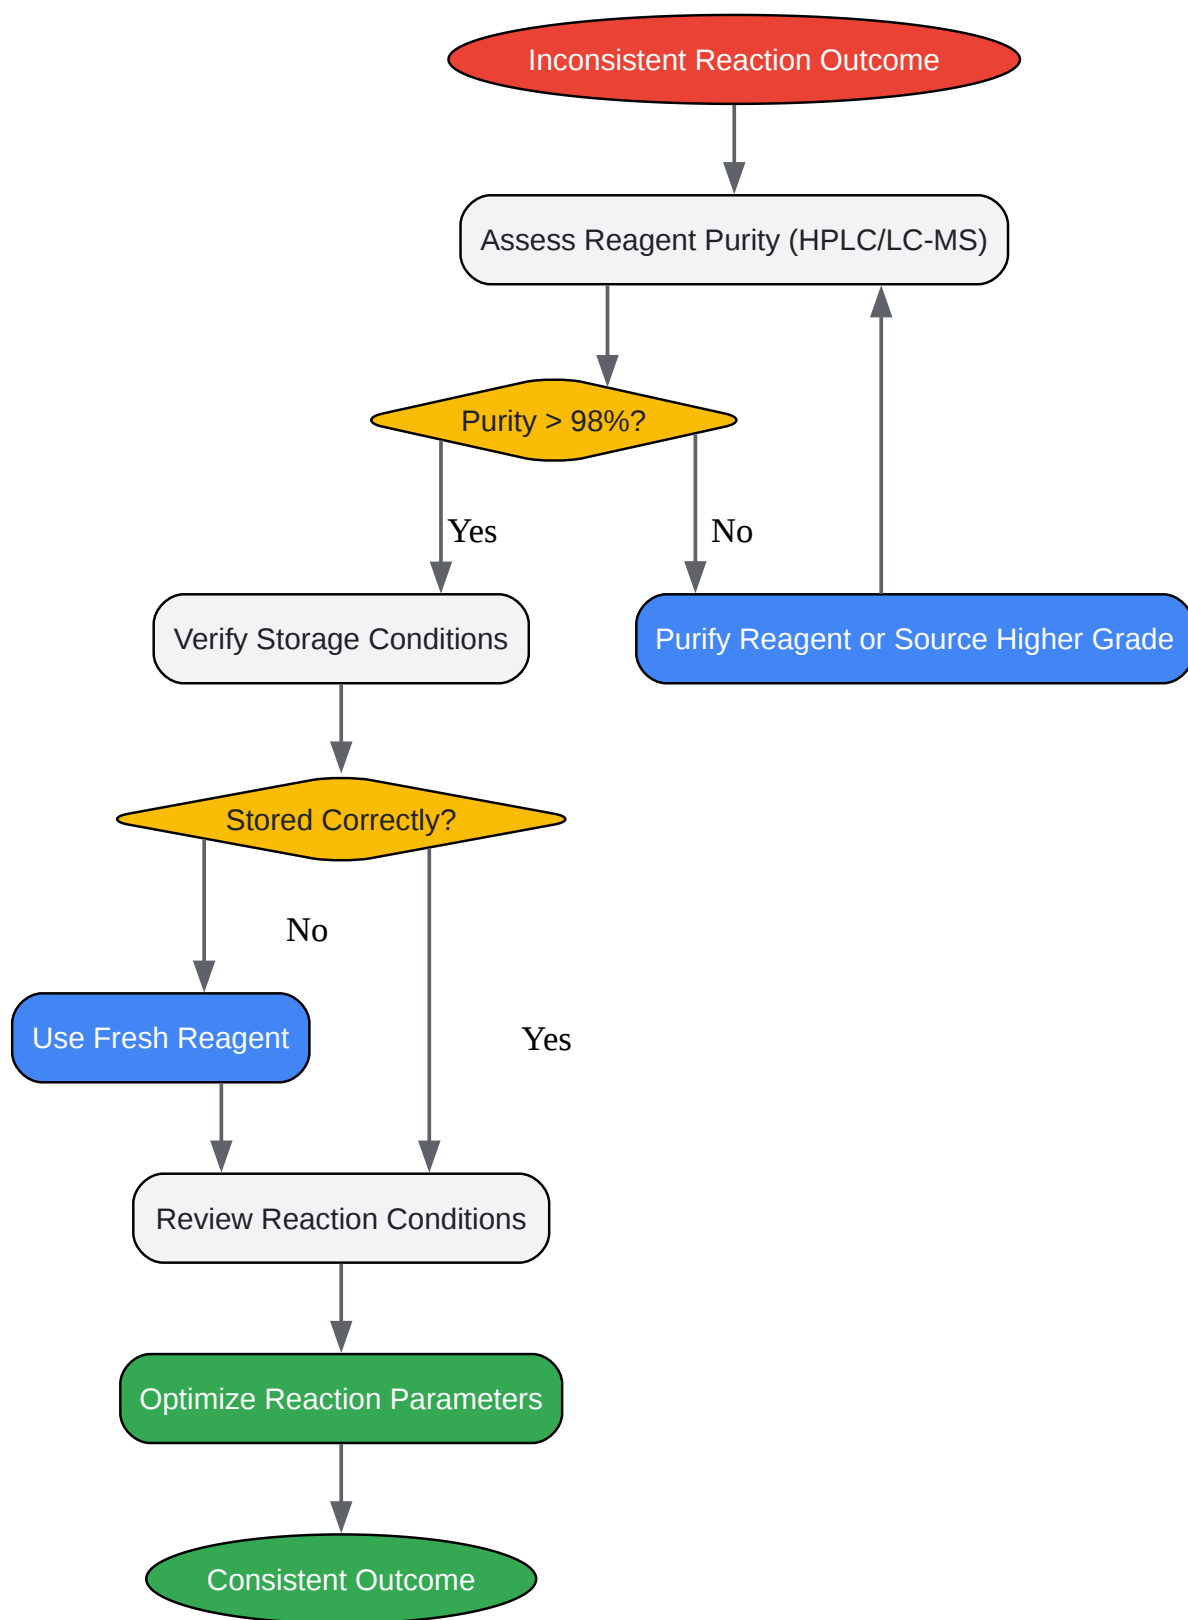 Inconsistent Reaction Outcome
Assess Reagent Purity (HPLC/LC-MS)
Purity > 98%?
Yes
No
Verify Storage Conditions
Purify Reagent or Source Higher Grade
Stored Correctly?
No
Use Fresh Reagent
Yes
Review Reaction Conditions
Optimize Reaction Parameters
Consistent Outcome